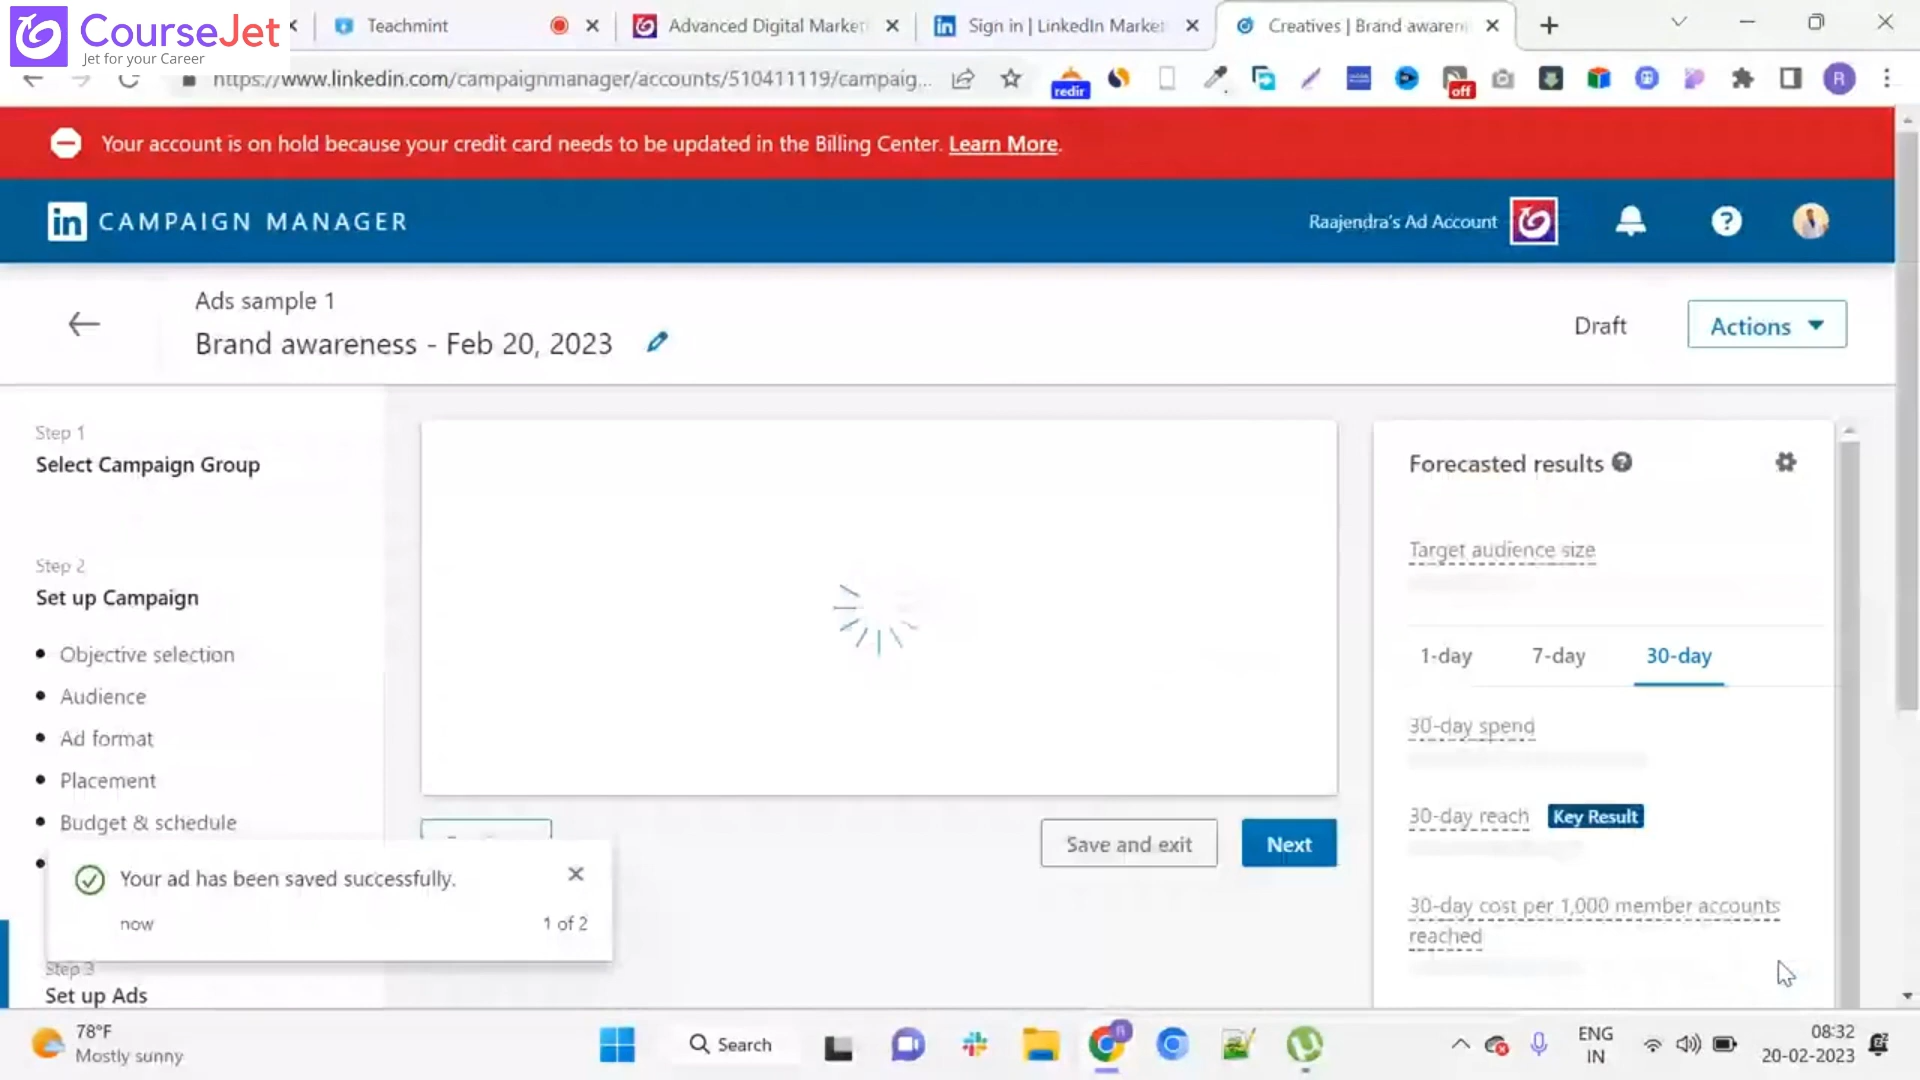 CourseJet
Jet for your Career
Teachmint
Advanced Digital Market
Sign in | LinkedIn Market
Creatives | Brand awaren
https://www.linkedin.com/campaignmanager/accounts/510411119/campaig...
redir
off
R
Your account is on hold because your credit card needs to be updated in the Billing Center. Learn More.
in CAMPAIGN MANAGER
Raajendra's Ad Account
Ads sample 1
Brand awareness - Feb 20, 2023
Draft
Actions
Step 1
Select Campaign Group
Step 2
Set up Campaign
Objective selection
Audience
Ad format
Placement
Budget & schedule
Your ad has been saved successfully.
now
1 of 2
Step 3
Set up Ads
Save and exit
Next
Forecasted results
Target audience size
1-day
7-day
30-day
30-day spend
30-day reach
Key Result
30-day cost per 1,000 member accounts
reached
78°F
Mostly sunny
Search
ENG
IN
08:32
20-02-2023